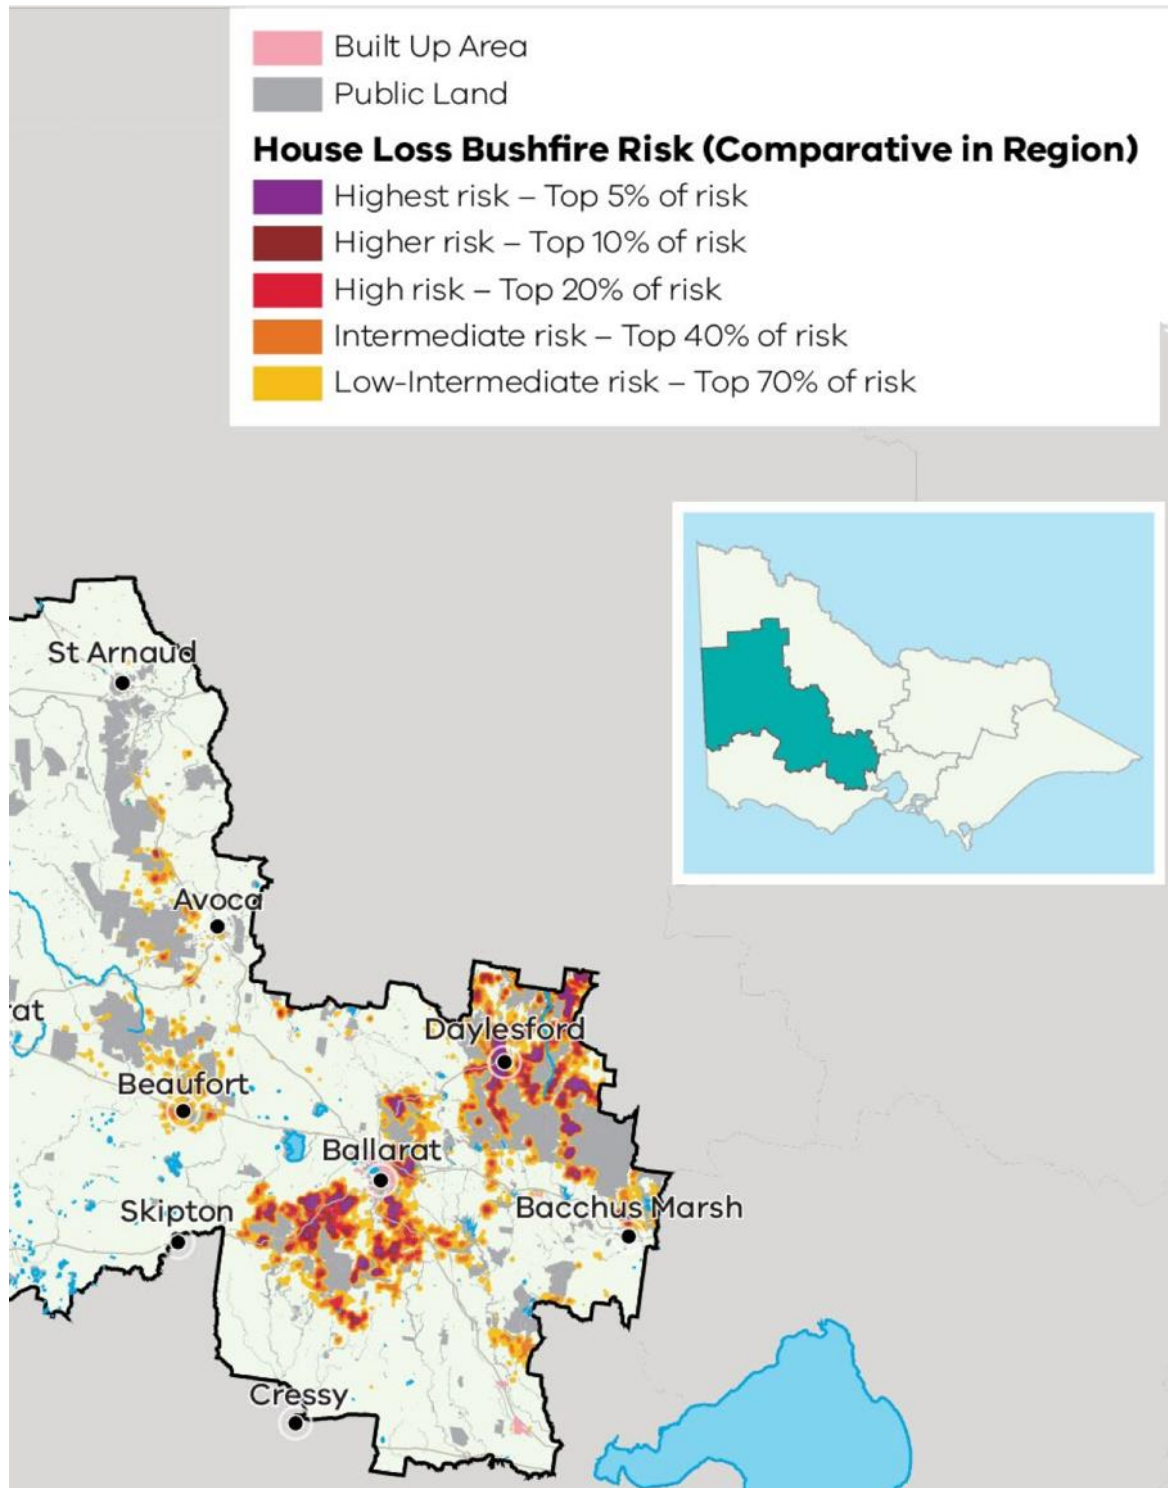 Built Up Area
Public Land
House Loss Bushfire Risk (Comparative in Region)
Highest risk – Top 5% of risk
Higher risk – Top 10% of risk
High risk – Top 20% of risk
Intermediate risk – Top 40% of risk
Low-Intermediate risk – Top 70% of risk
St Arnaud
Avoca
rat
Daylesford
Beaufort
Ballarat
Skipton
Bacchus Marsh
Cressy